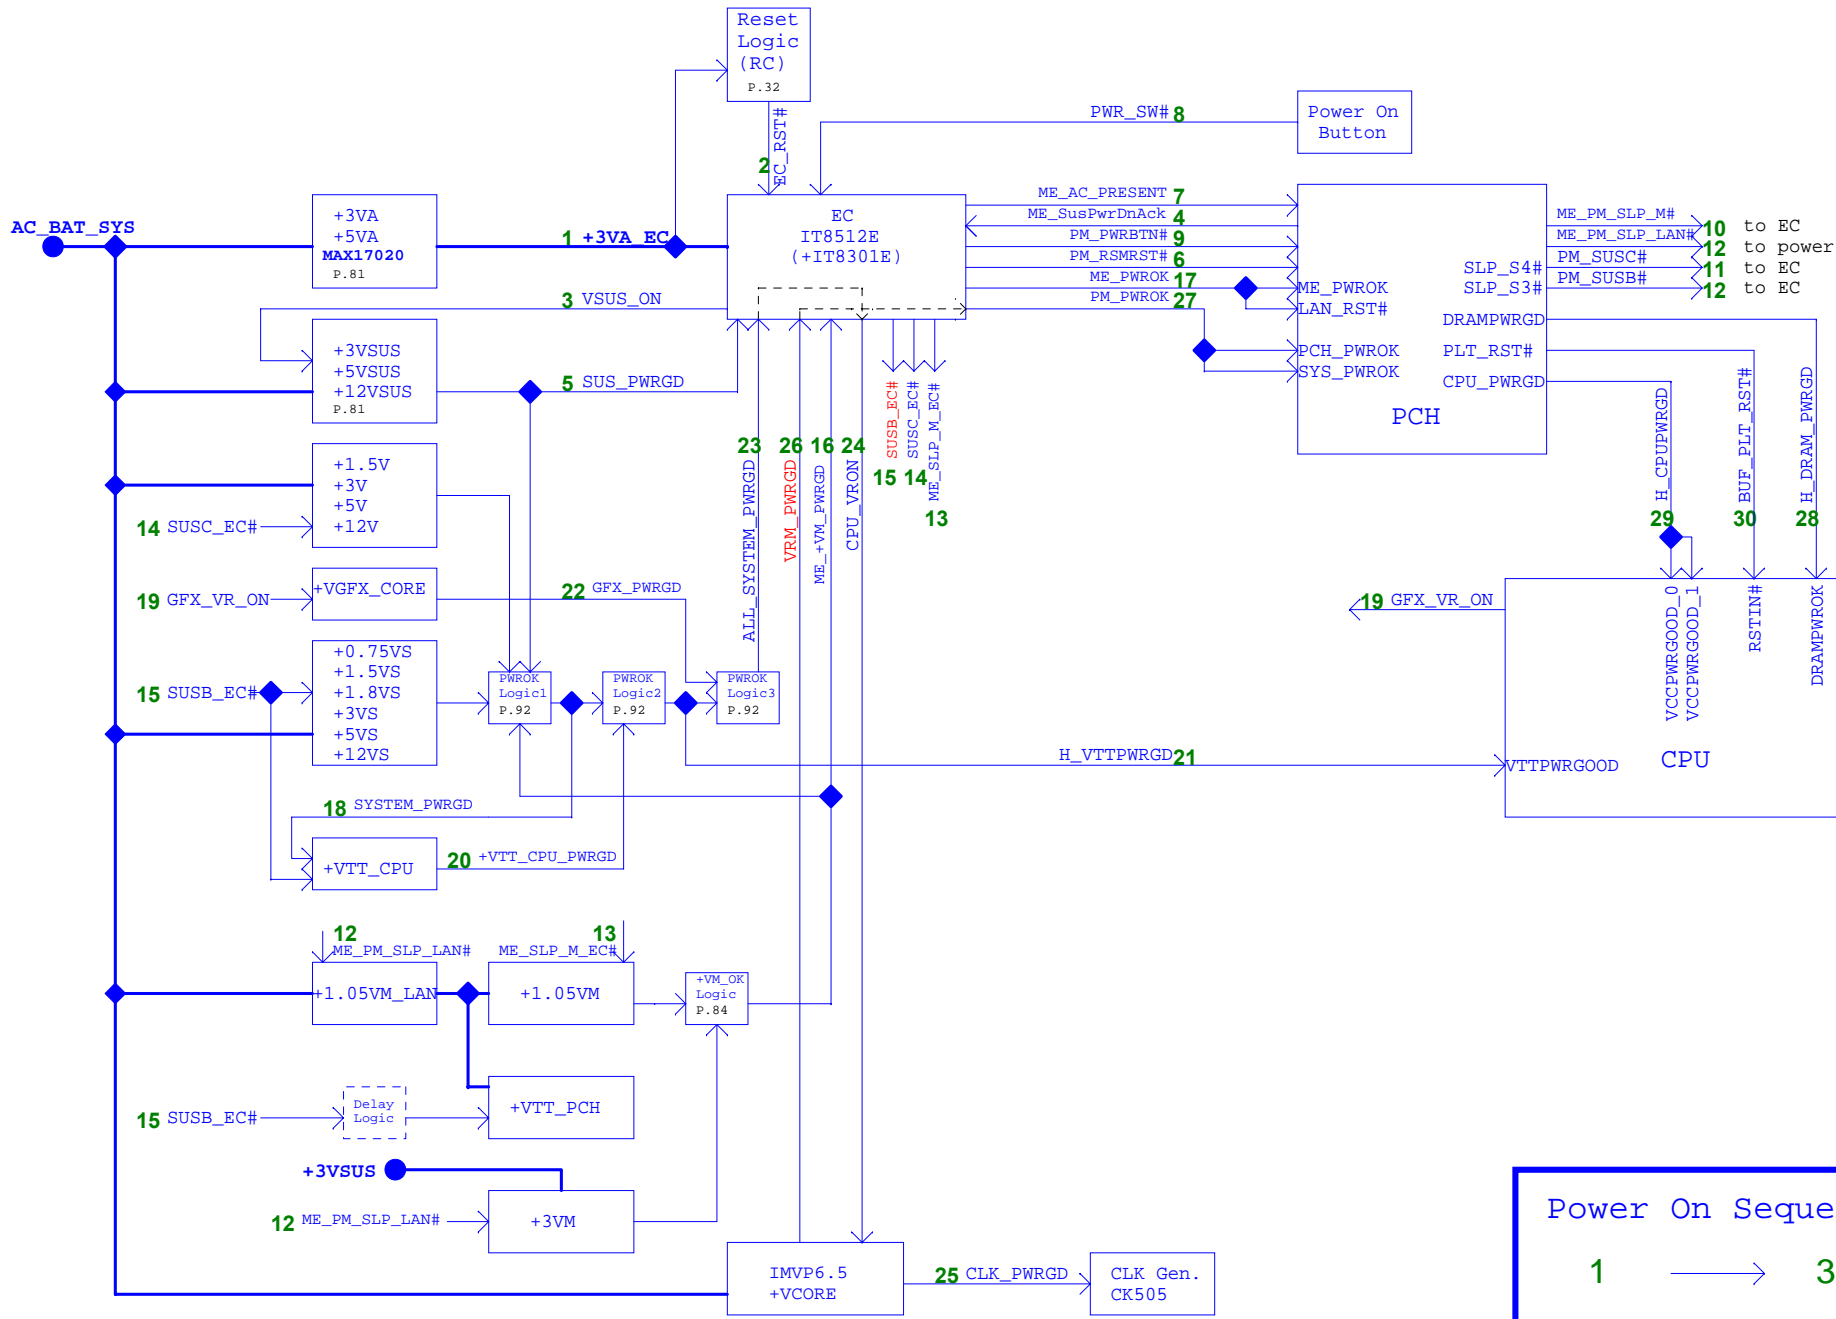 Reset
Logic
(RC)
P.32
EC_RST#
2
PWR_SW# 8
Power On
Button
AC_BAT_SYS
+3VA
+5VA
MAX17020
P.81
1 +3VA_EC
EC
IT8512E
(+IT8301E)
ME_AC_PRESENT 7
ME_SusPwrDnAck 4
PM_PWRBTN# 9
PM_RSMRST# 6
ME_PWROK 17
PM_PWROK 27
ME_PWROK
LAN_RST#
PCH_PWROK
SYS_PWROK
SLP_S4#
SLP_S3#
DRAMPWRGD
PLT_RST#
CPU_PWRGD
PCH
ME_PM_SLP_M# 10 to EC
ME_PM_SLP_LAN# 12 to power
PM_SUSC# 11 to EC
PM_SUSB# 12 to EC
3 VSUS_ON
+3VSUS
+5VSUS
+12VSUS
P.81
5 SUS_PWRGD
+1.5V
+3V
+5V
+12V
14 SUSC_EC#
23 ALL_SYSTEM_PWRGD
26 VRM_PWRGD
16 ME_+VM_PWRGD
24 CPU_VRON
SUSB_EC# 15
SUSC_EC# 14
ME_SLP_M_EC# 13
H_CPUPWRGD 29
BUF_PLT_RST# 30
H_DRAM_PWRGD 28
19 GFX_VR_ON
+VGFX_CORE
22 GFX_PWRGD
19 GFX_VR_ON
VCCPWRGOOD_0
VCCPWRGOOD_1
RSTIN#
DRAMPWROK
VTTPWRGOOD
CPU
15 SUSB_EC#
+0.75VS
+1.5VS
+1.8VS
+3VS
+5VS
+12VS
PWROK
Logic1
P.92
PWROK
Logic2
P.92
PWROK
Logic3
P.92
H_VTTPWRGD 21
18 SYSTEM_PWRGD
+VTT_CPU
20 +VTT_CPU_PWRGD
12
ME_PM_SLP_LAN#
13
ME_SLP_M_EC#
+1.05VM_LAN
+1.05VM
+VM_OK
Logic
P.84
15 SUSB_EC#
Delay
Logic
+VTT_PCH
+3VSUS
12 ME_PM_SLP_LAN#
+3VM
IMVP6.5
+VCORE
25 CLK_PWRGD
CLK Gen.
CK505
Power On Seque
1 3